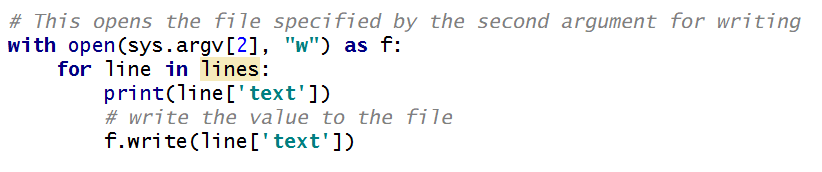 # This opens the file specified by the second argument for writing
with open(sys.argv[2], "w") as f:
    for line in lines:
        print(line['text'])
        # write the value to the file
        f.write(line['text'])